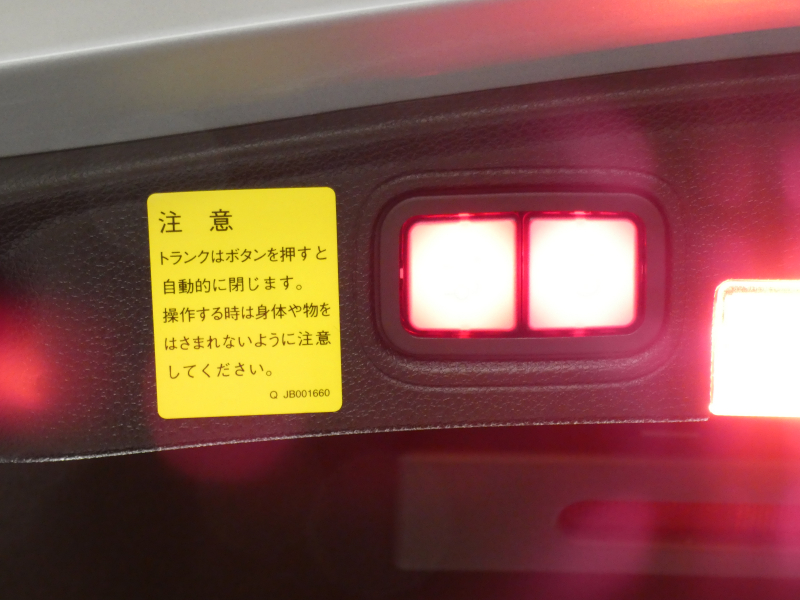 注 意
トランクはボタンを押すと
自動的に閉じます。
操作する時は身体や物を
はさまれないように注意
してください。
Q JB001660